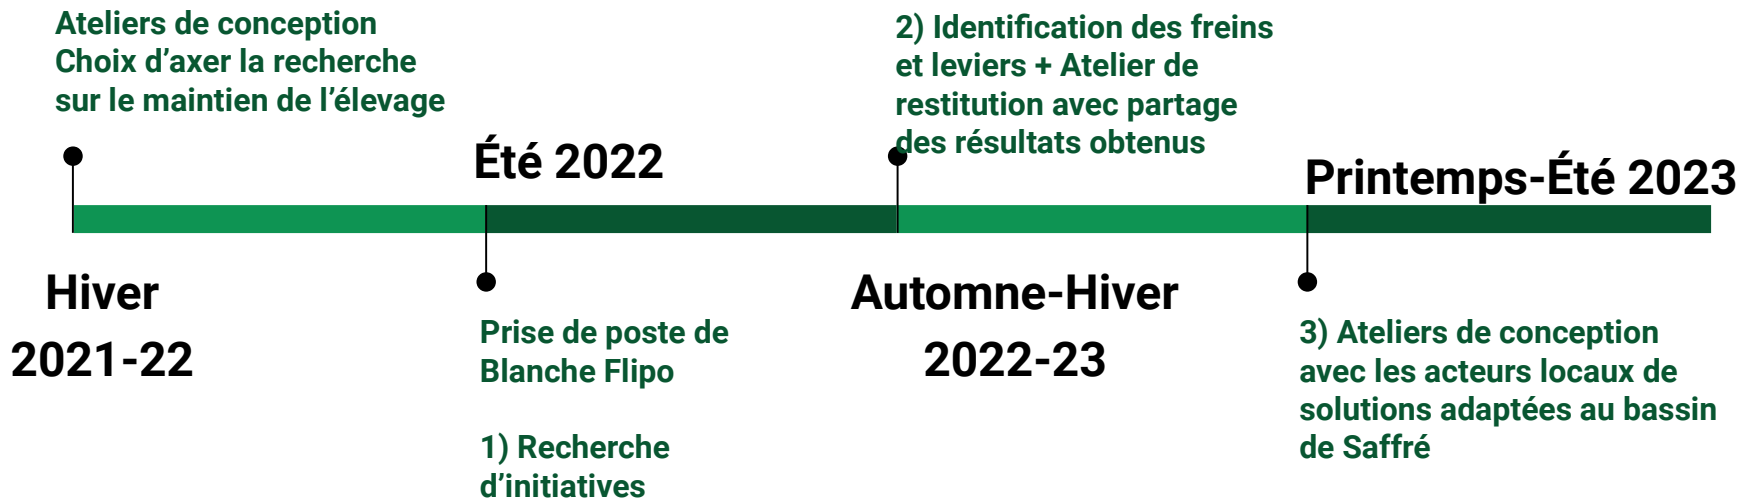 Ateliers de conception
Choix d’axer la recherche
sur le maintien de l’élevage
Hiver
2021-22
Été 2022
Prise de poste de
Blanche Flipo
1) Recherche
d’initiatives
2) Identification des freins
et leviers + Atelier de
restitution avec partage
des résultats obtenus
Automne-Hiver
2022-23
Printemps-Été 2023
3) Ateliers de conception
avec les acteurs locaux de
solutions adaptées au bassin
de Saffré